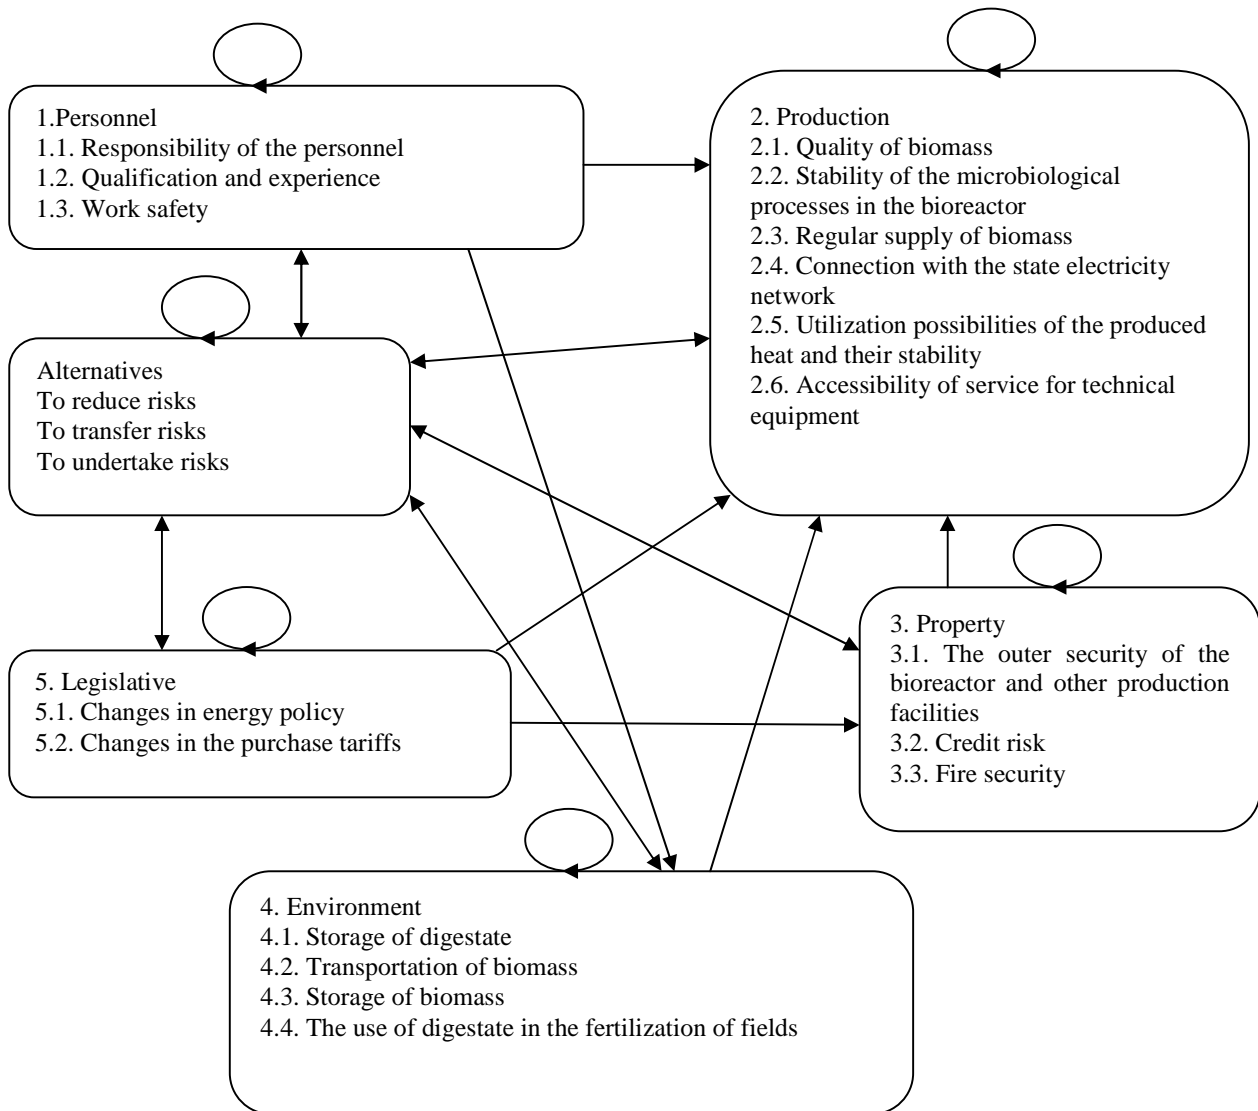 1.Personnel
1.1. Responsibility of the personnel
1.2. Qualification and experience
1.3. Work safety
2. Production
2.1. Quality of biomass
2.2. Stability of the microbiological
processes in the bioreactor
2.3. Regular supply of biomass
2.4. Connection with the state electricity
network
2.5. Utilization possibilities of the produced
heat and their stability
2.6. Accessibility of service for technical
equipment
Alternatives
To reduce risks
To transfer risks
To undertake risks
3. Property
3.1. The outer security of the
bioreactor and other production
facilities
3.2. Credit risk
3.3. Fire security
5. Legislative
5.1. Changes in energy policy
5.2. Changes in the purchase tariffs
4. Environment
4.1. Storage of digestate
4.2. Transportation of biomass
4.3. Storage of biomass
4.4. The use of digestate in the fertilization of fields